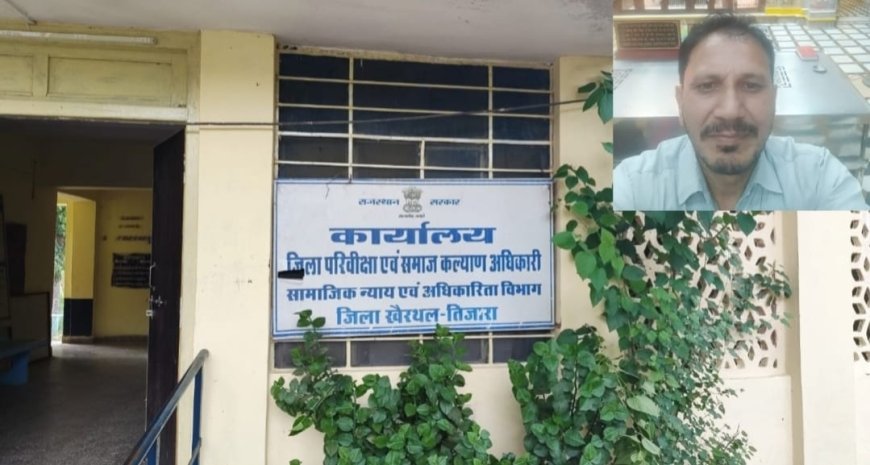 राजस्थान सरकार
कार्यालय
जिला परिवीक्षा एवं समाज कल्याण अधिकारी
सामाजिक न्याय एवं अधिकारिता विभाग
जिला खैरथल-तिजारा